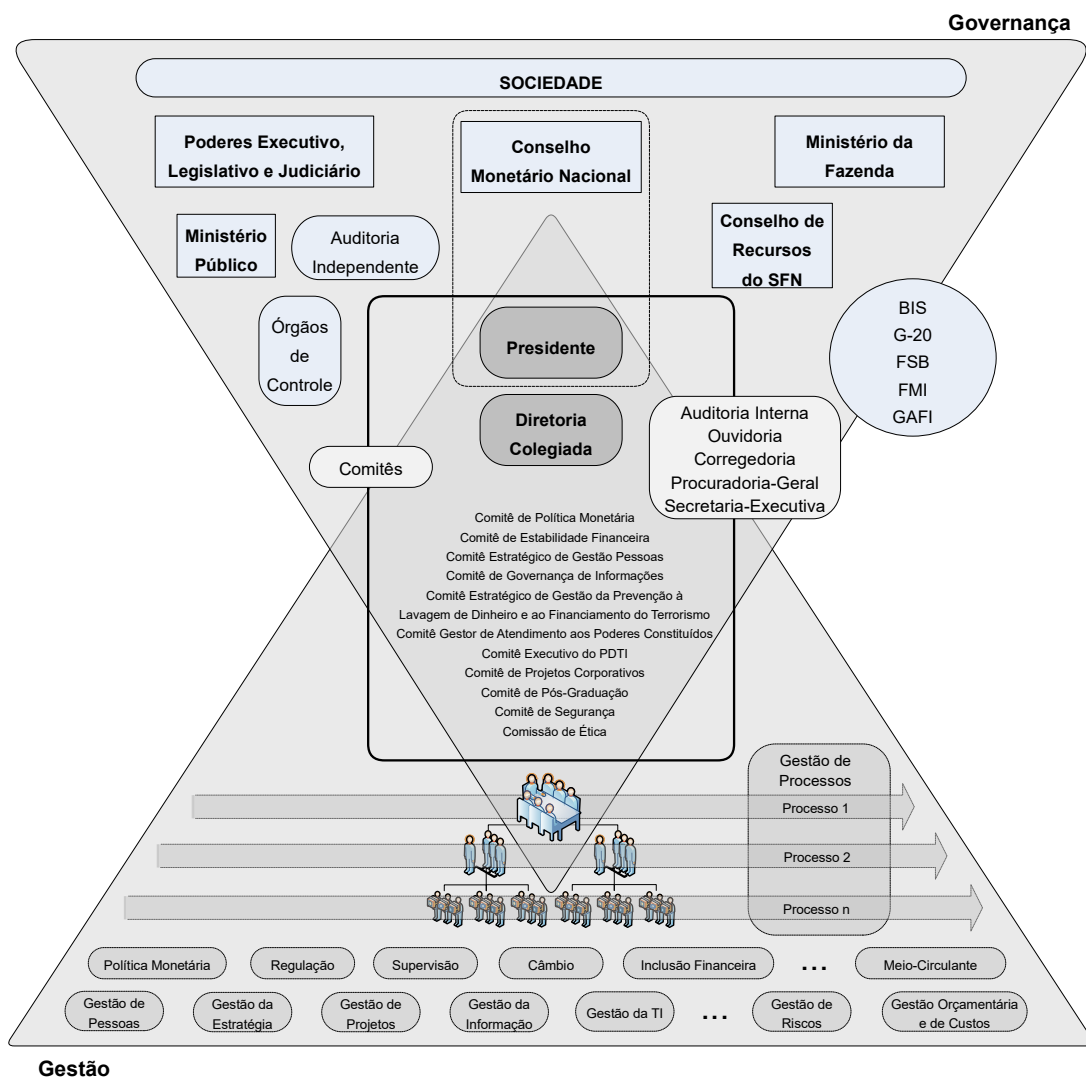 Governança
SOCIEDADE
Poderes Executivo,
Legislativo e Judiciário
Conselho
Monetário Nacional
Ministério da
Fazenda
Ministério
Público
Auditoria
Independente
Conselho de
Recursos
do SFN
Órgãos
de
Controle
BIS
G-20
FSB
FMI
GAFI
Presidente
Diretoria
Colegiada
Comitês
Auditoria Interna
Ouvidoria
Corregedoria
Procuradoria-Geral
Secretaria-Executiva
Comitê de Política Monetária
Comitê de Estabilidade Financeira
Comitê Estratégico de Gestão Pessoas
Comitê de Governança de Informações
Comitê Estratégico de Gestão da Prevenção à
Lavagem de Dinheiro e ao Financiamento do Terrorismo
Comitê Gestor de Atendimento aos Poderes Constituídos
Comitê Executivo do PDTI
Comitê de Projetos Corporativos
Comitê de Pós-Graduação
Comitê de Segurança
Comissão de Ética
Gestão de
Processos
Processo 1
Processo 2
Processo n
Política Monetária
Regulação
Supervisão
Câmbio
Inclusão Financeira
...
Meio-Circulante
Gestão de
Pessoas
Gestão da
Estratégia
Gestão de
Projetos
Gestão da
Informação
Gestão da TI
...
Gestão de
Riscos
Gestão Orçamentária
e de Custos
Gestão